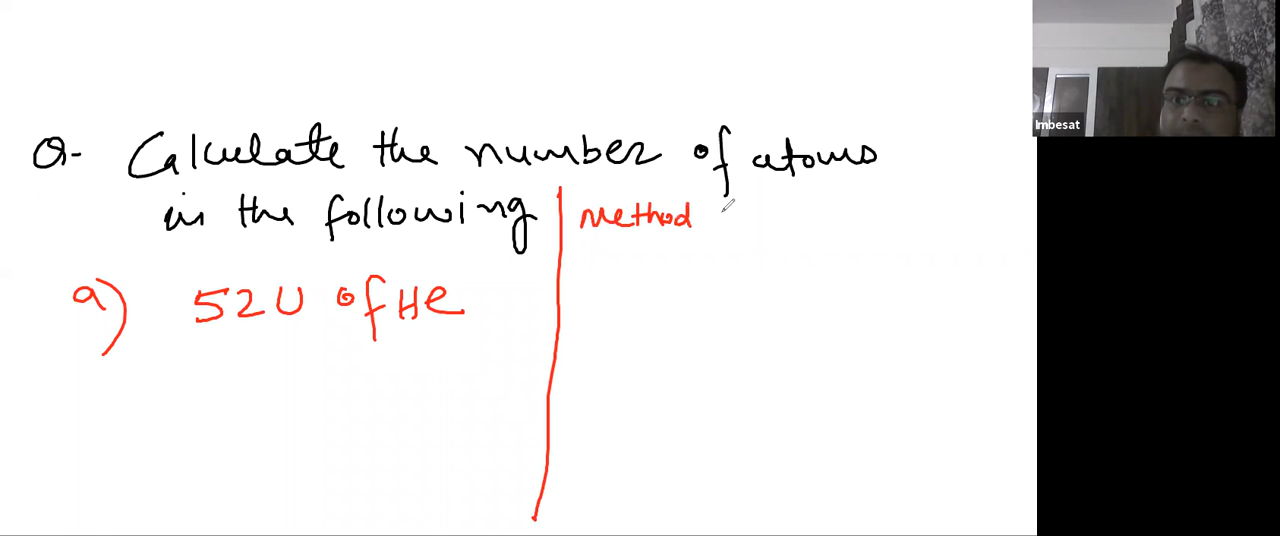 Q- Calculate the number of atoms
in the following
Method
a) 52U of He
Imbesat